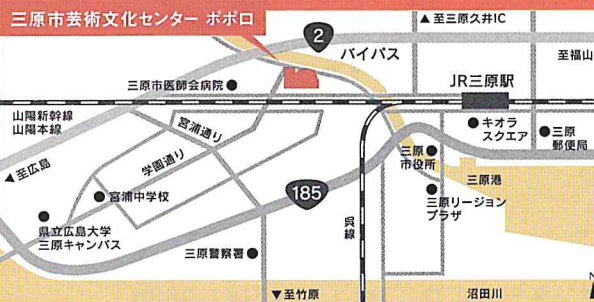 三原市芸術文化センター ポポロ
2
バイパス
▲至三原久井IC
至福山
三原市医師会病院
JR三原駅
山陽新幹線
山陽本線
宮浦通り
学園通り
キオラ
スクエア
三原
郵便局
三原
市役所
◀至広島
三原港
宮浦中学校
185
三原リージョン
プラザ
県立広島大学
三原キャンパス
呉線
三原警察署
▼至竹原
沼田川
N